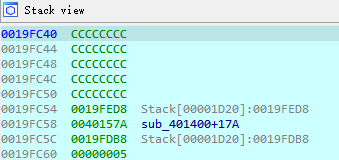 Stack view
0019FC40 CCCCCCCC
0019FC44 CCCCCCCC
0019FC48 CCCCCCCC
0019FC4C CCCCCCCC
0019FC50 CCCCCCCC
0019FC54 0019FED8 Stack[00001D20]:0019FED8
0019FC58 0040157A sub_401400+17A
0019FC5C 0019FDB8 Stack[00001D20]:0019FDB8
0019FC60 00000005